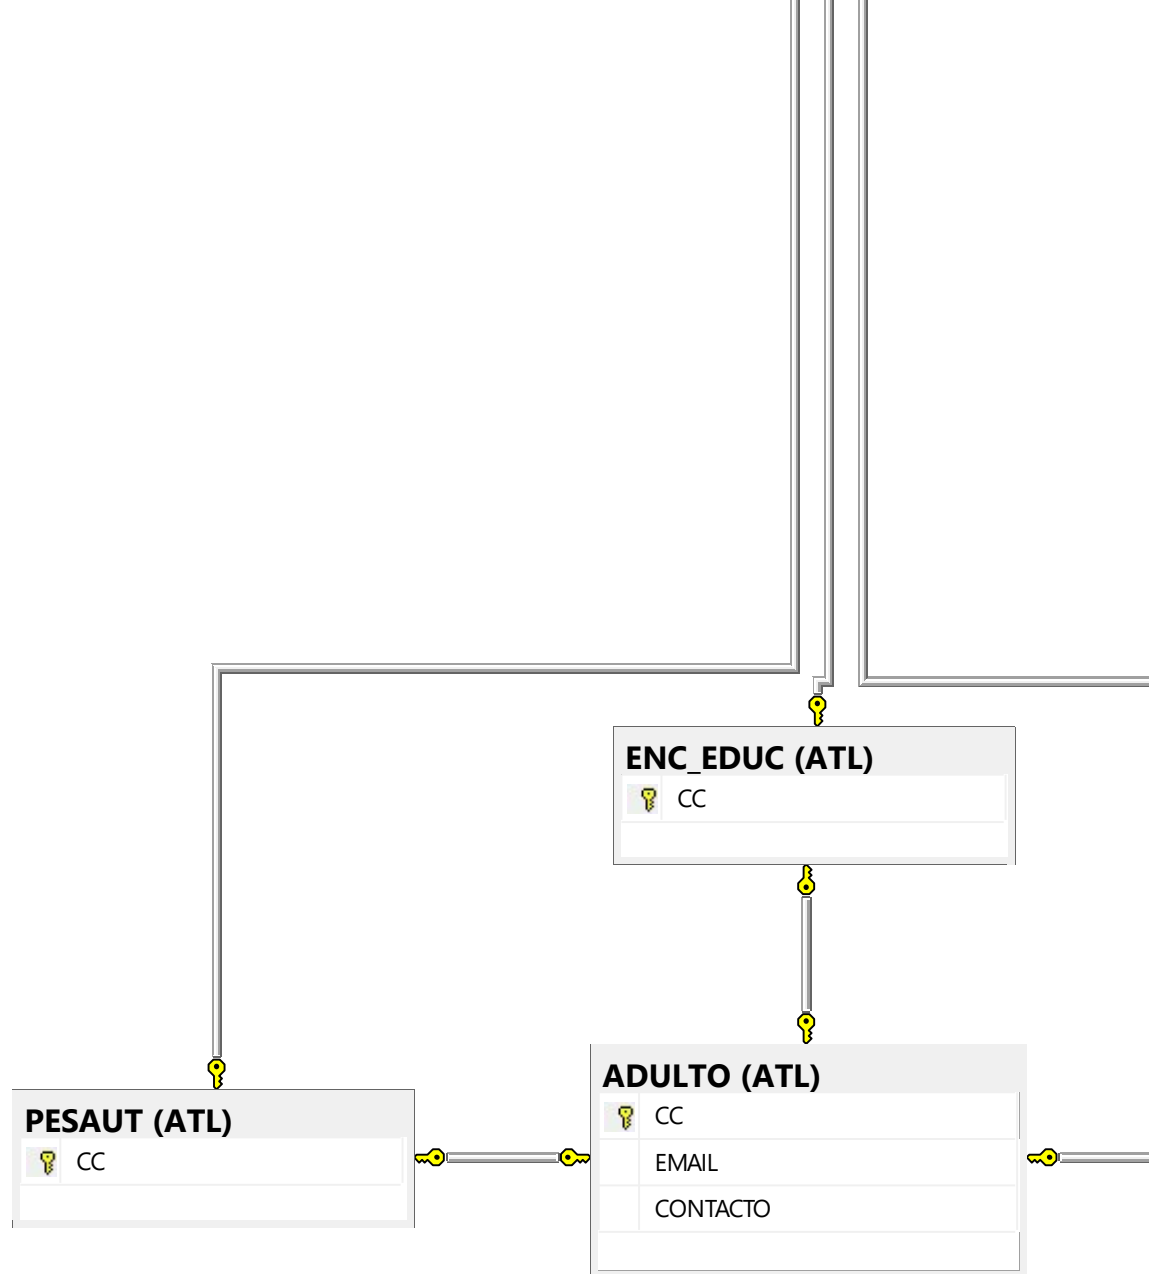 ENC_EDUC (ATL)
CC
ADULTO (ATL)
CC
EMAIL
CONTACTO
PESAUT (ATL)
CC